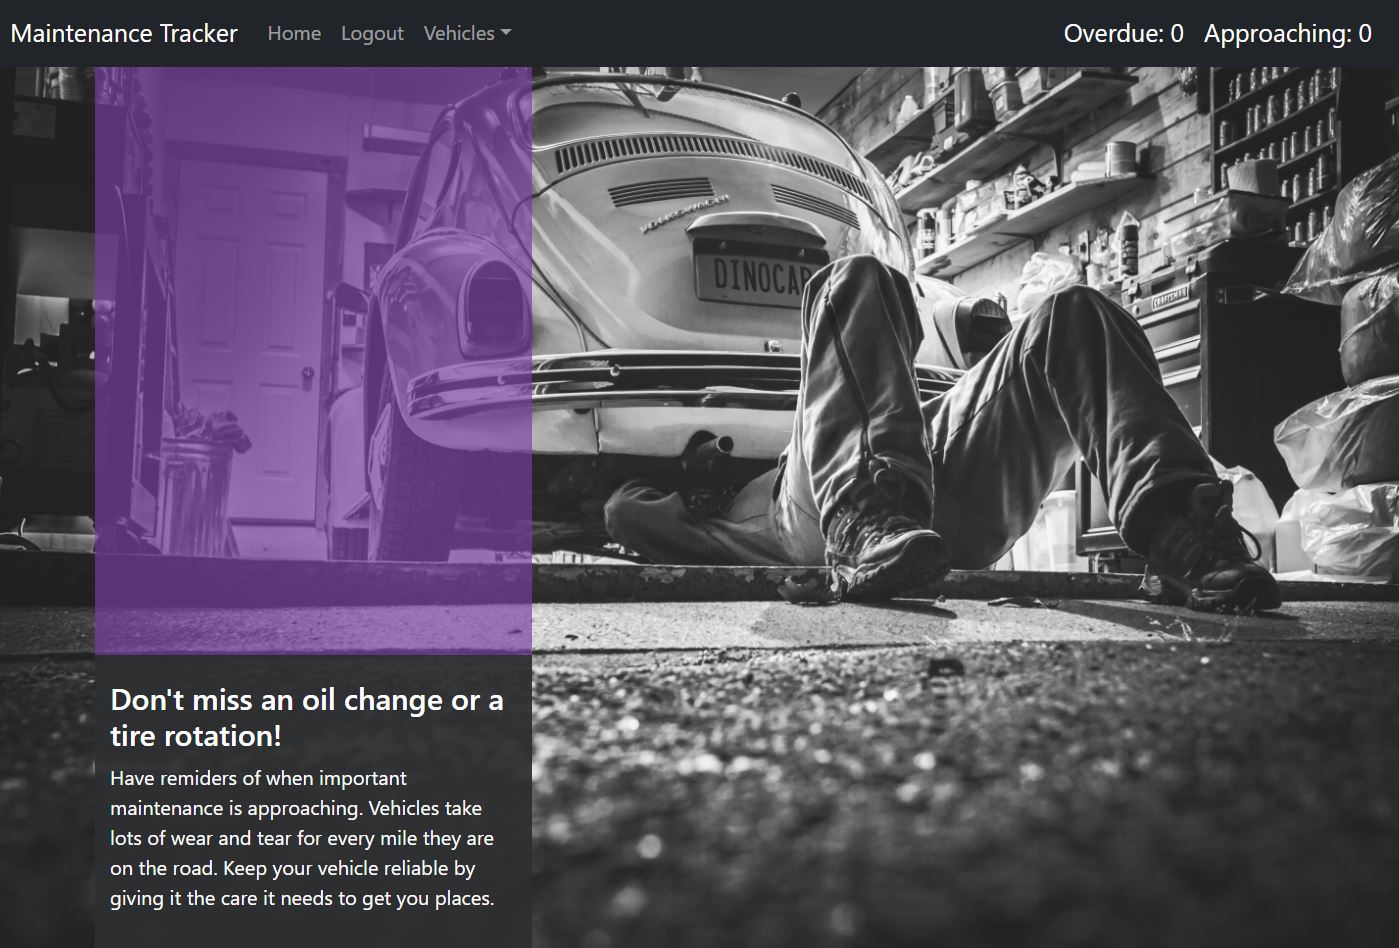 Maintenance Tracker Home Logout Vehicles Overdue: 0 Approaching: 0
VOLKSWAGEN
DINOCAR
CRAFTSMAN
Don't miss an oil change or a
tire rotation!
Have remiders of when important
maintenance is approaching. Vehicles take
lots of wear and tear for every mile they are
on the road. Keep your vehicle reliable by
giving it the care it needs to get you places.